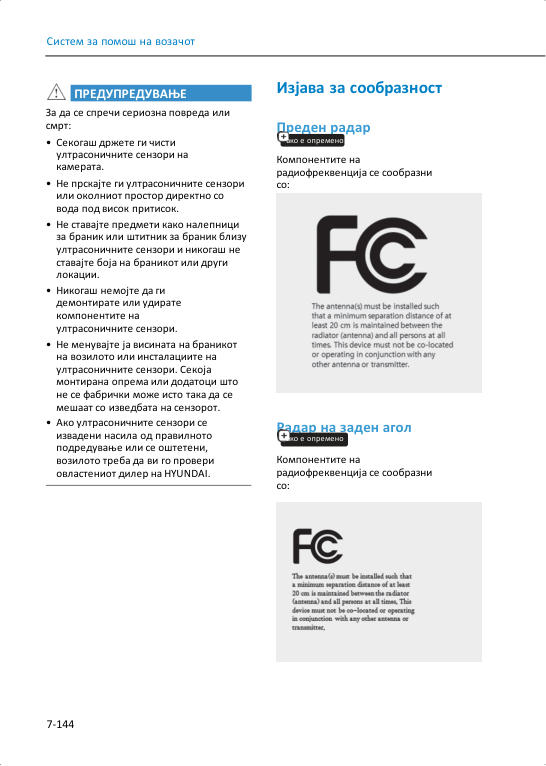 Систем за помош на возачот
ПРЕДУПРЕДУВАЊЕ
За да се спречи сериозна повреда или
смрт:
• Секогаш држете ги чисти
ултрасоничните сензори на
камерата.
• Не прскајте ги ултрасоничните сензори
или околниот простор директно со
вода под висок притисок.
• Не ставајте предмети како налепници
за браник или штитник за браник близу
ултрасоничните сензори и никогаш не
ставајте боја на браникот или други
локации.
• Никогаш немојте да ги
демонтирате или удирате
компонентите на
ултрасоничните сензори.
• Не менувајте ја висината на браникот
на возилото или инсталациите на
ултрасоничните сензори. Секоја
монтирана опрема или додатоци што
не се фабрички може исто така да се
мешаат со изведбата на сензорот.
• Ако ултрасоничните сензори се
извадени насила од правилното
подредување или се оштетени,
возилото треба да ви го провери
овластениот дилер на HYUNDAI.
Изјава за сообразност
Преден радар
ако е опремено
Компонентите на
радиофреквенција се сообразни
со:
FC
The antenna(s) must be installed such
that a minimum separation distance of at
least 20 cm is maintained between the
radiator (antenna) and all persons at all
times. This device must not be co-located
or operating in conjunction with any
other antenna or transmitter.
Радар на заден агол
ако е опремено
Компонентите на
радиофреквенција се сообразни
со:
FC
The antenna(s) must be installed such that
a minimum separation distance of at least
20 cm is maintained between the radiator
(antenna) and all persons at all times. This
device must not be co-located or operating
in conjunction with any other antenna or
transmitter.
7-144